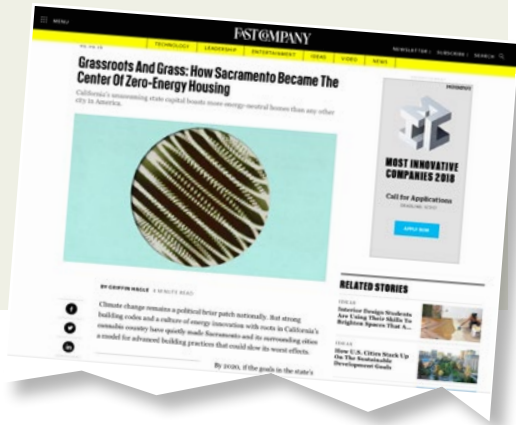 MENU
FAST COMPANY
NEWSLETTER SUBSCRIBE SEARCH
TECHNOLOGY LEADERSHIP ENTERTAINMENT IDEAS VIDEO NEWS
Grassroots And Grass: How Sacramento Became The
Center Of Zero-Energy Housing
California's unassuming state capital boasts more energy-neutral homes than any other
city in America.
MOST INNOVATIVE
COMPANIES 2018
Call for Applications
APPLY NOW
BY GRIFFIN HAGLE 4 MINUTE READ
Climate change remains a political briar patch nationally. But strong
building codes and a culture of energy innovation with roots in California's
cannabis country have quietly made Sacramento and its surrounding cities
a model for advanced building practices that could slow its worst effects.
By 2020, if the goals in the state's
RELATED STORIES
IDEAS
Interior Design Students
Are Using Their Skills To
Brighten Spaces That A...
IDEAS
How U.S. Cities Stack Up
On The Sustainable
Development Goals